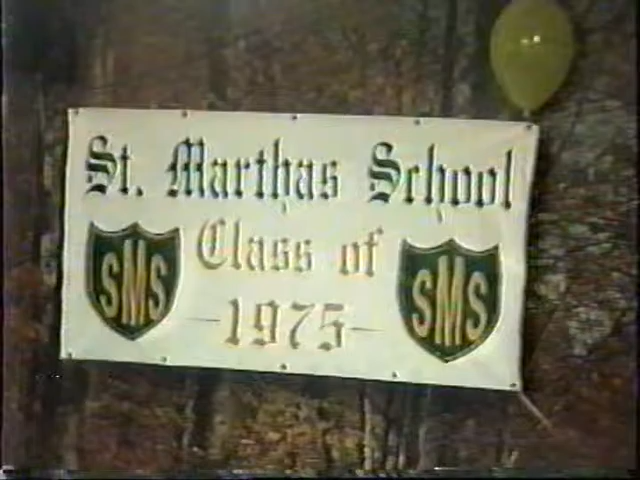 St. Marthas School
Class of
SMS
SMS
-1975-